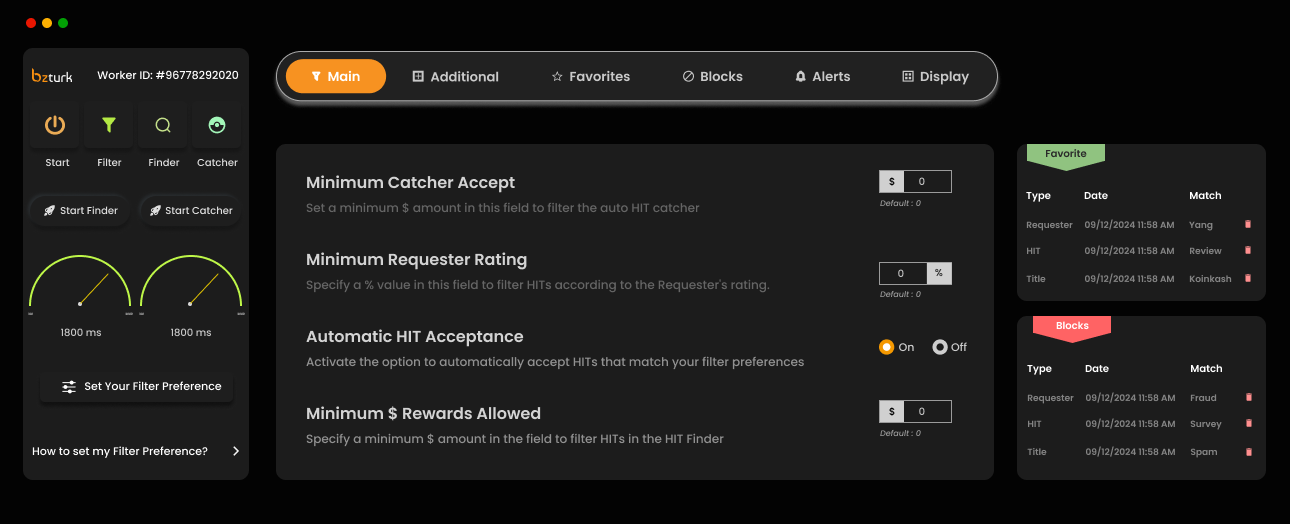 bzturk
Worker ID: #96778292020
Start
Filter
Finder
Catcher
Start Finder
Start Catcher
1800 ms
1800 ms
Set Your Filter Preference
How to set my Filter Preference?
Main
Additional
Favorites
Blocks
Alerts
Display
Minimum Catcher Accept
Set a minimum $ amount in this field to filter the auto HIT catcher
$ 0
Default : 0
Minimum Requester Rating
Specify a % value in this field to filter HITs according to the Requester's rating.
0 %
Default : 0
Automatic HIT Acceptance
Activate the option to automatically accept HITs that match your filter preferences
On
Off
Minimum $ Rewards Allowed
Specify a minimum $ amount in the field to filter HITs in the HIT Finder
$ 0
Default : 0
Favorite
Type Date Match
Requester 09/12/2024 11:58 AM Yang
HIT 09/12/2024 11:58 AM Review
Title 09/12/2024 11:58 AM Koinkash
Blocks
Type Date Match
Requester 09/12/2024 11:58 AM Fraud
HIT 09/12/2024 11:58 AM Survey
Title 09/12/2024 11:58 AM Spam